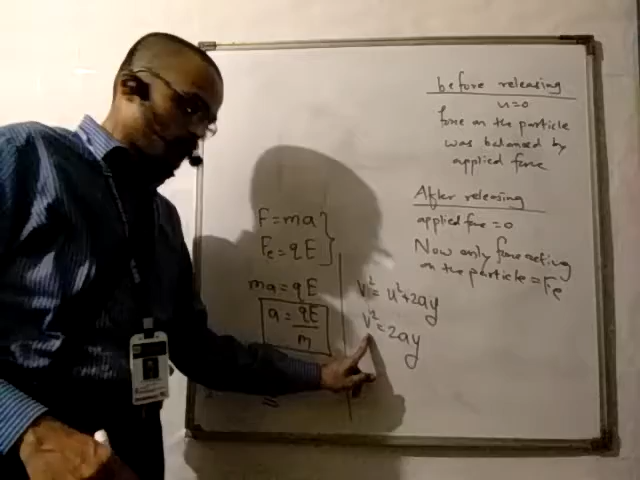 before releasing
u=0
force on the particle
was balanced by
applied force
After releasing
applied force = 0
Now only force acting
on the particle = Fe
F = ma
Fe = qE
ma = qE
a = qE/m
v² = u² + 2ay
v² = 2ay